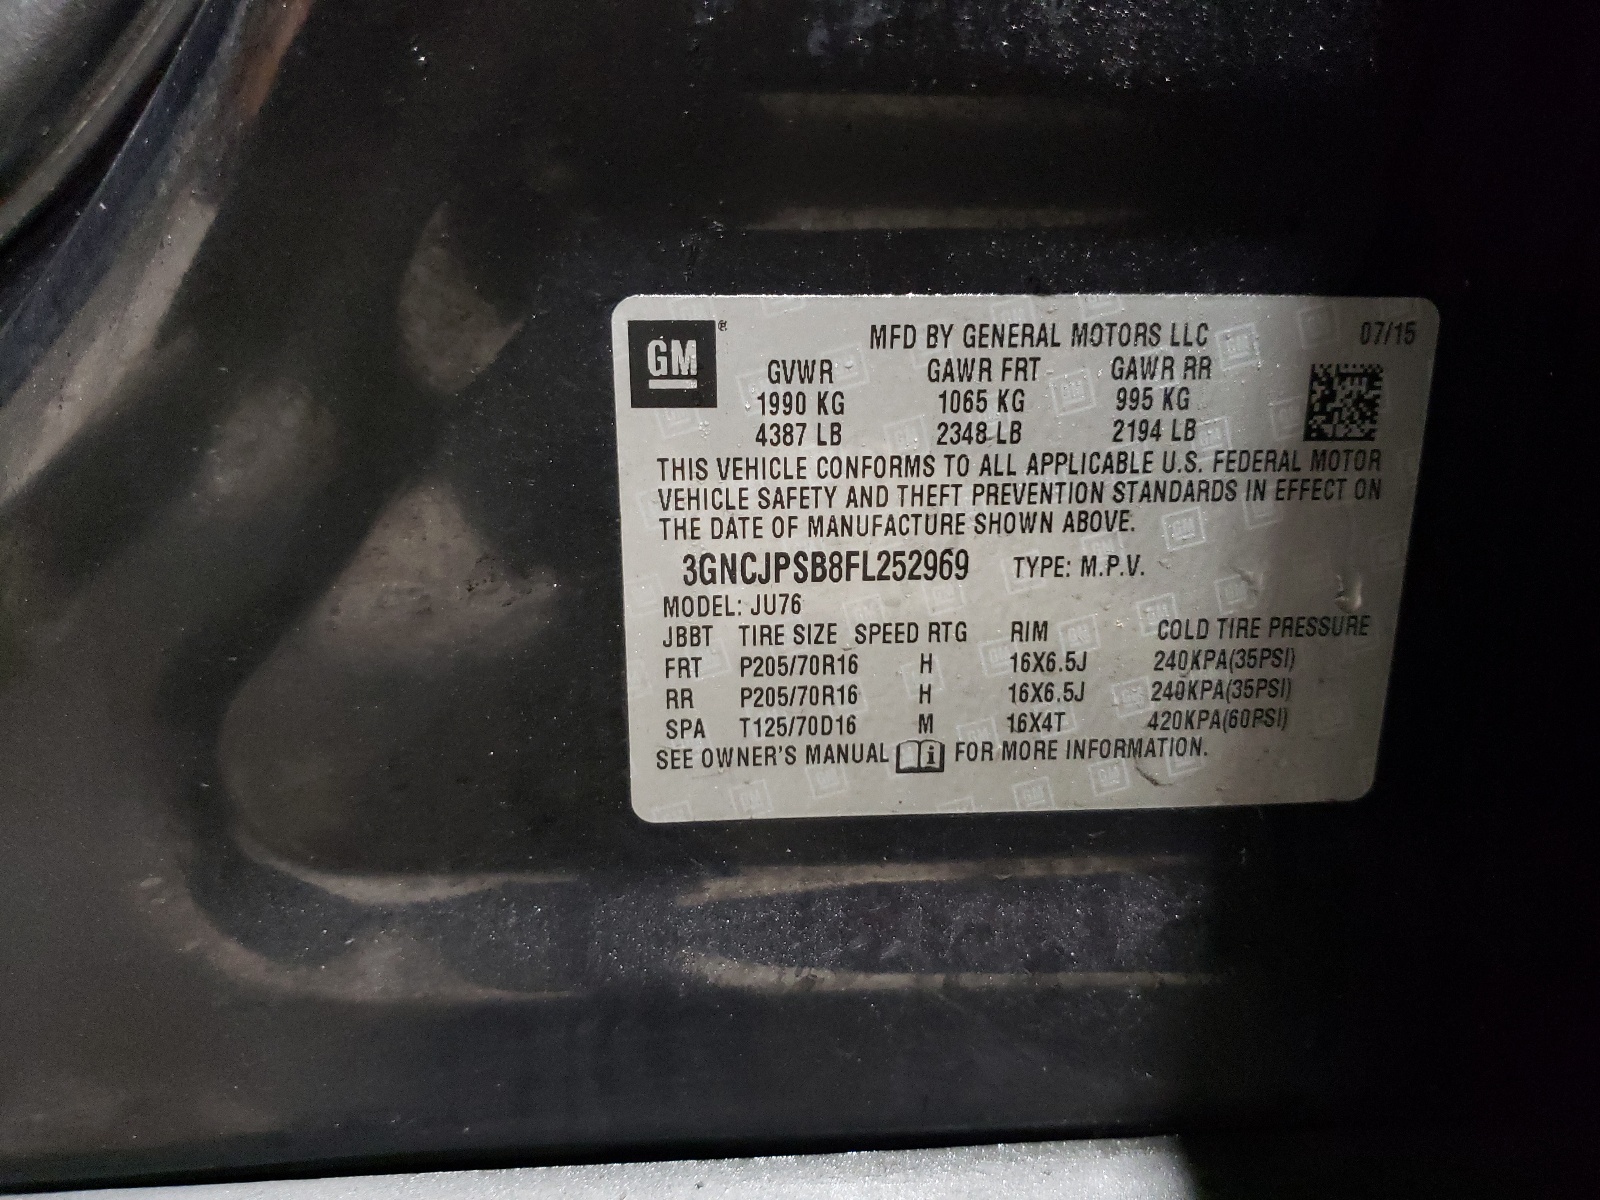 GM ® MFD BY GENERAL MOTORS LLC 07/15
GVWR GAWR FRT GAWR RR
1990 KG 1065 KG 995 KG
4387 LB 2348 LB 2194 LB
THIS VEHICLE CONFORMS TO ALL APPLICABLE U.S. FEDERAL MOTOR
VEHICLE SAFETY AND THEFT PREVENTION STANDARDS IN EFFECT ON
THE DATE OF MANUFACTURE SHOWN ABOVE.
3GNCJPSB8FL252969 TYPE: M.P.V.
MODEL: JU76
JBBT TIRE SIZE SPEED RTG RIM COLD TIRE PRESSURE
FRT P205/70R16 H 16X6.5J 240KPA(35PSI)
RR P205/70R16 H 16X6.5J 240KPA(35PSI)
SPA T125/70D16 M 16X4T 420KPA(60PSI)
SEE OWNER'S MANUAL i FOR MORE INFORMATION.